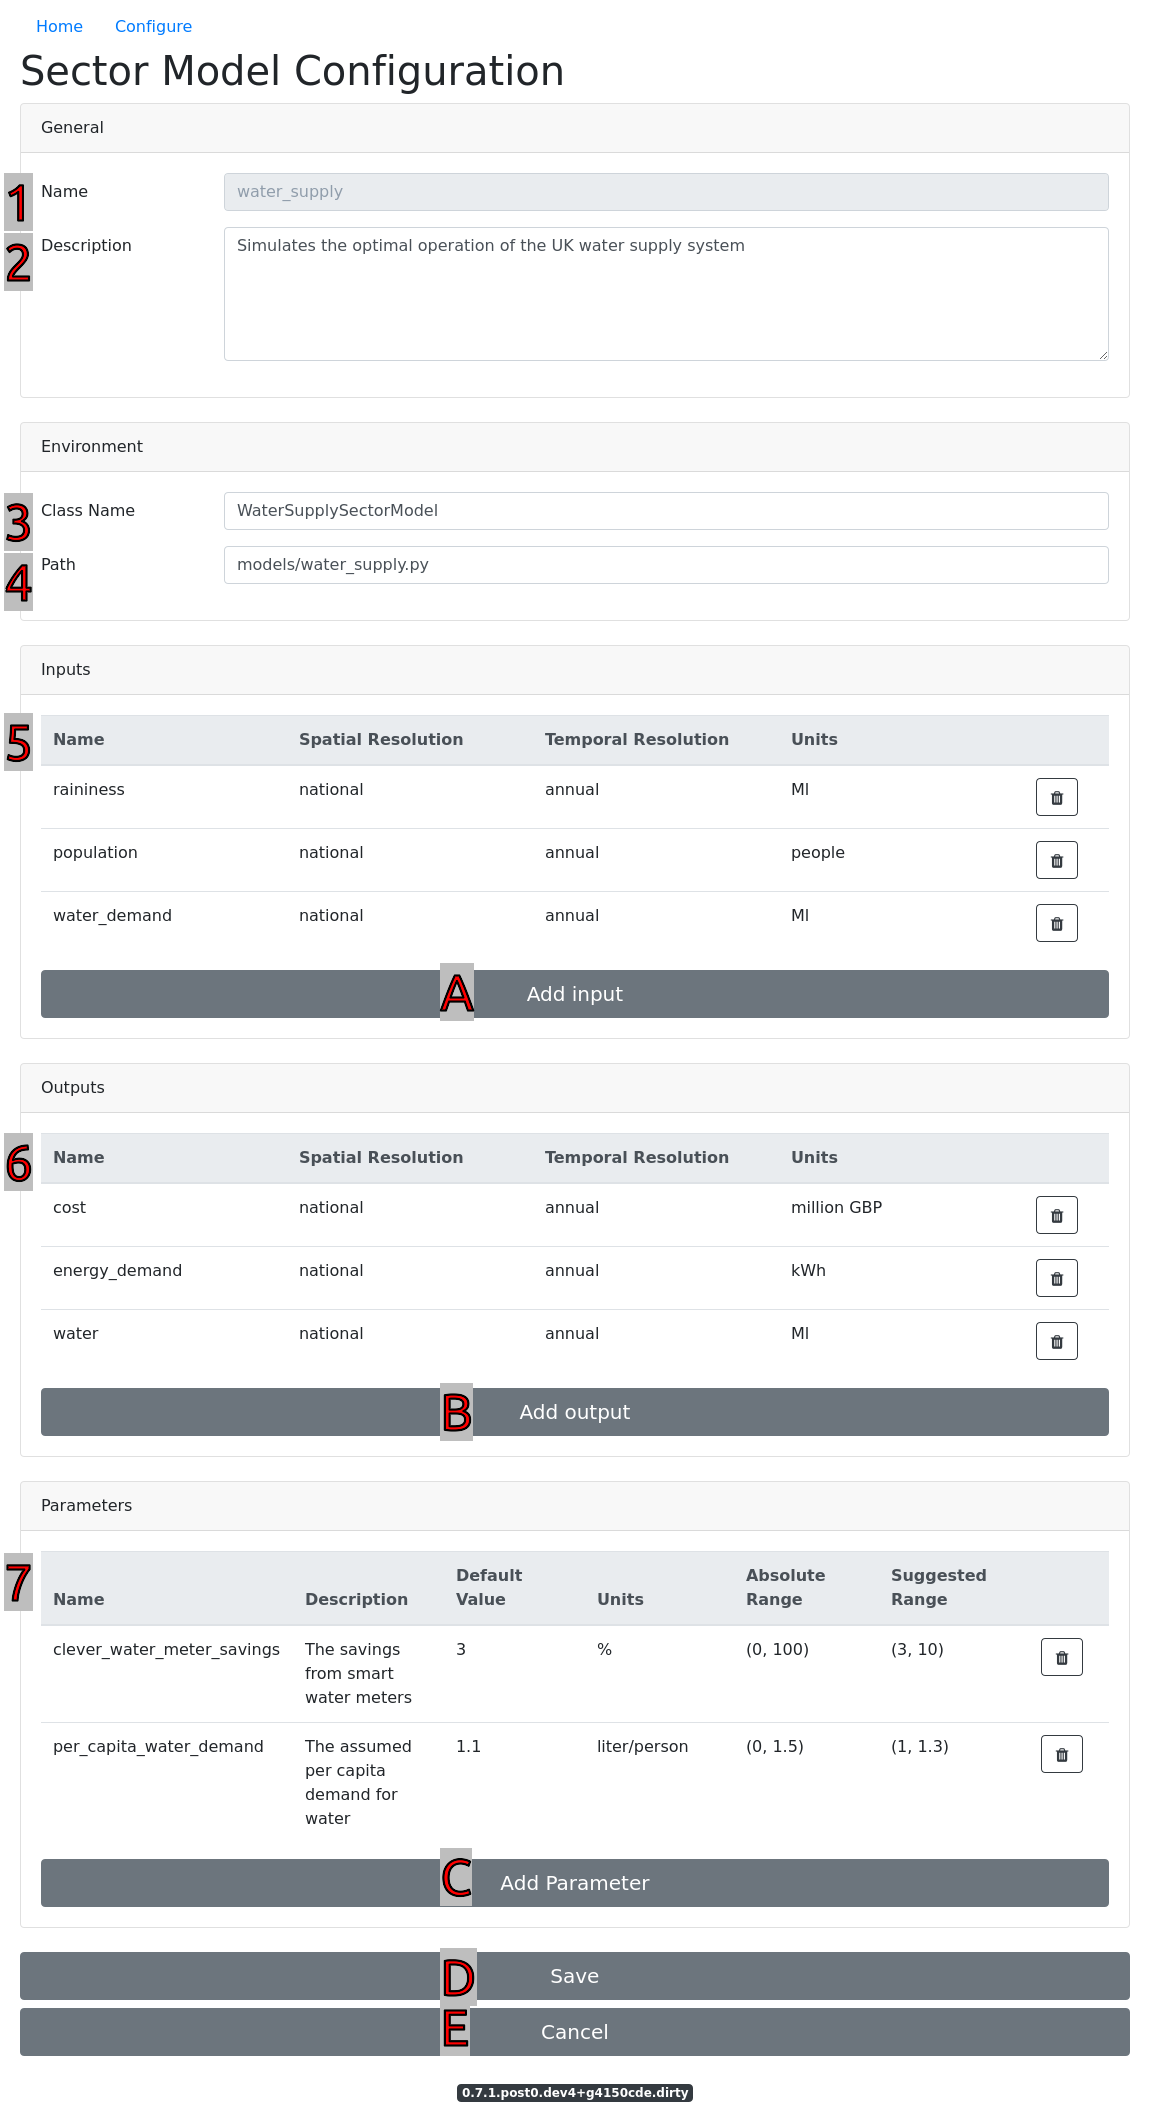 Home Configure
Sector Model Configuration
General
1 Name water_supply
2 Description Simulates the optimal operation of the UK water supply system
Environment
3 Class Name WaterSupplySectorModel
4 Path models/water_supply.py
Inputs
5 Name Spatial Resolution Temporal Resolution Units
raininess national annual Ml
population national annual people
water_demand national annual Ml
A Add input
Outputs
6 Name Spatial Resolution Temporal Resolution Units
cost national annual million GBP
energy_demand national annual kWh
water national annual Ml
B Add output
Parameters
7 Default Absolute Suggested
Name Description Value Units Range Range
clever_water_meter_savings The savings 3 % (0, 100) (3, 10)
from smart
water meters
per_capita_water_demand The assumed 1.1 liter/person (0, 1.5) (1, 1.3)
per capita
demand for
water
C Add Parameter
D Save
E Cancel
0.7.1.post0.dev4+g4150cde.dirty